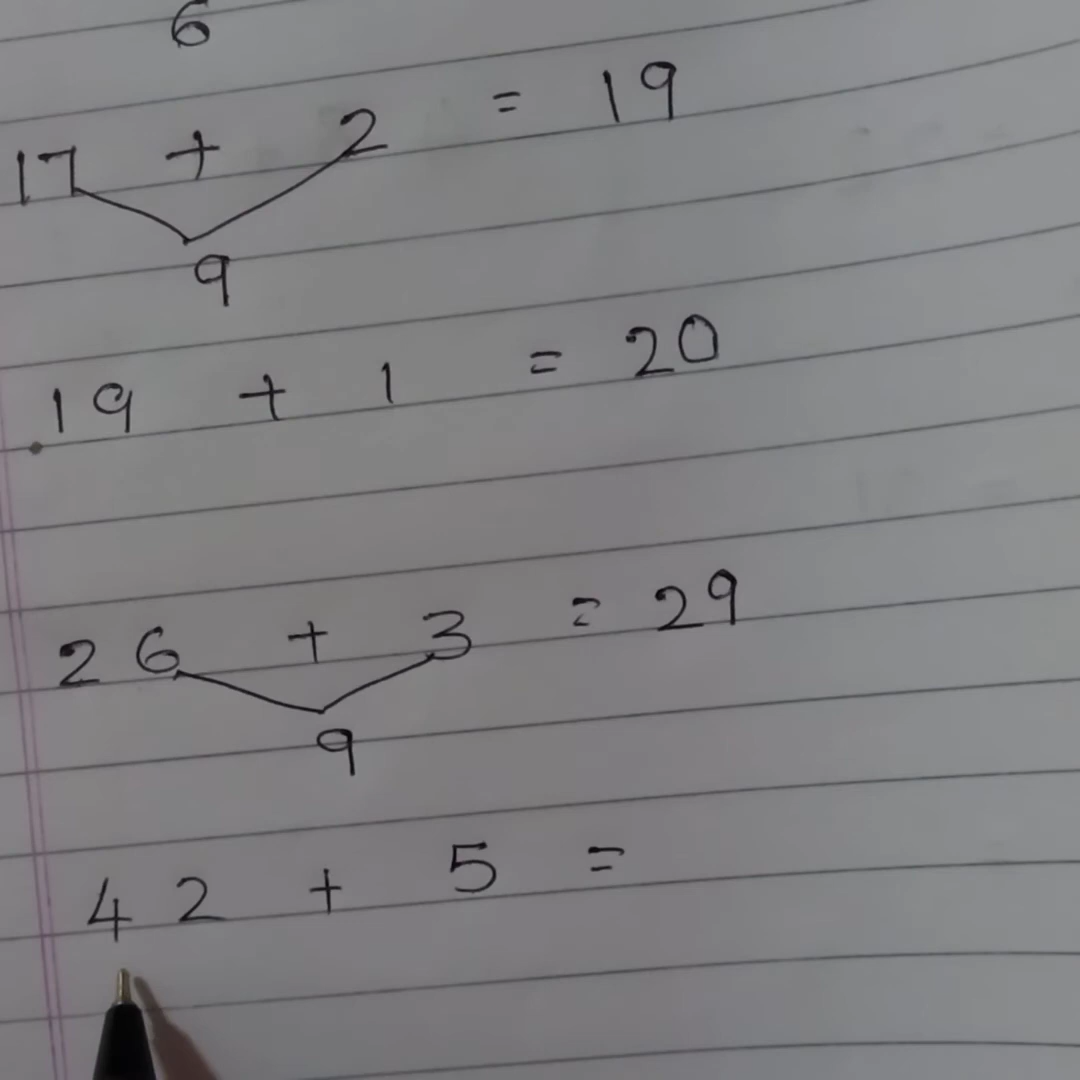 6
17 + 2 = 19
9
19 + 1 = 20
26 + 3 = 29
9
42 + 5 =